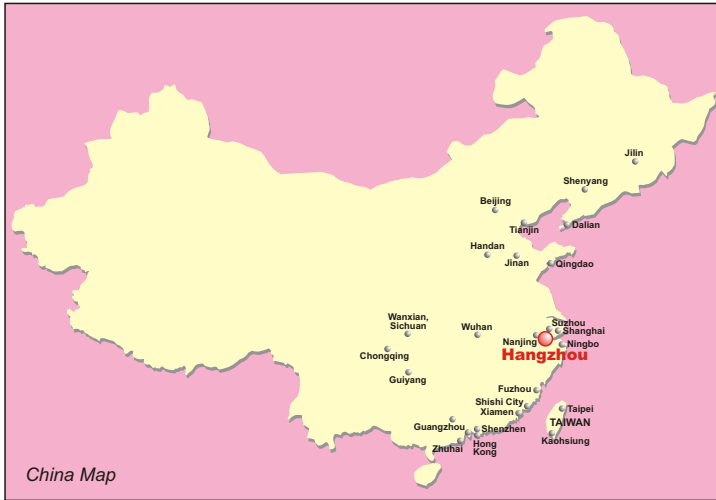 Jilin
Shenyang
Beijing
Tianjin
Dalian
Handan
Jinan
Qingdao
Wanxian,
Sichuan
Wuhan
Suzhou
Shanghai
Nanjing
Ningbo
Hangzhou
Chongqing
Guiyang
Fuzhou
Shishi City
Xiamen
Taipei
TAIWAN
Guangzhou
Shenzhen
Kaohsiung
Zhuhai
Hong
Kong
China Map